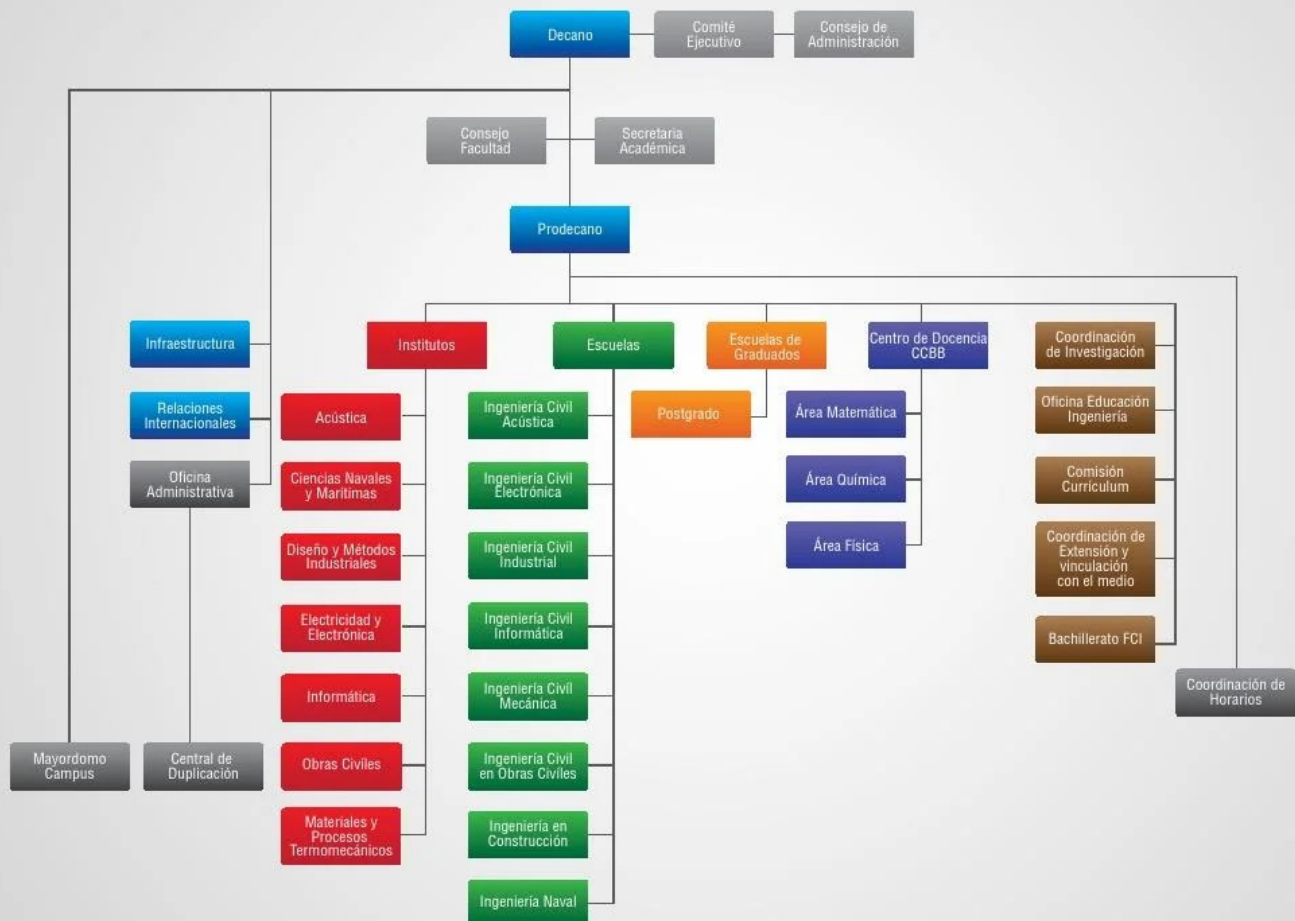 Decano
Comité
Ejecutivo
Consejo de
Administración
Consejo
Facultad
Secretaria
Académica
Prodecano
Infraestructura
Relaciones
Internacionales
Oficina
Administrativa
Mayordomo
Campus
Central de
Duplicación
Institutos
Acústica
Ciencias Navales
y Marítimas
Diseño y Métodos
Industriales
Electricidad y
Electrónica
Informática
Obras Civiles
Materiales y
Procesos
Termomecánicos
Escuelas
Ingeniería Civil
Acústica
Ingeniería Civil
Electrónica
Ingeniería Civil
Industrial
Ingeniería Civil
Informática
Ingeniería Civil
Mecánica
Ingeniería Civil
en Obras Civiles
Ingeniería en
Construcción
Ingeniería Naval
Escuelas de
Graduados
Postgrado
Centro de Docencia
CCBB
Área Matemática
Área Química
Área Física
Coordinación
de Investigación
Oficina Educación
Ingeniería
Comisión
Currículum
Coordinación de
Extensión y
vinculación
con el medio
Bachillerato FCI
Coordinación de
Horarios